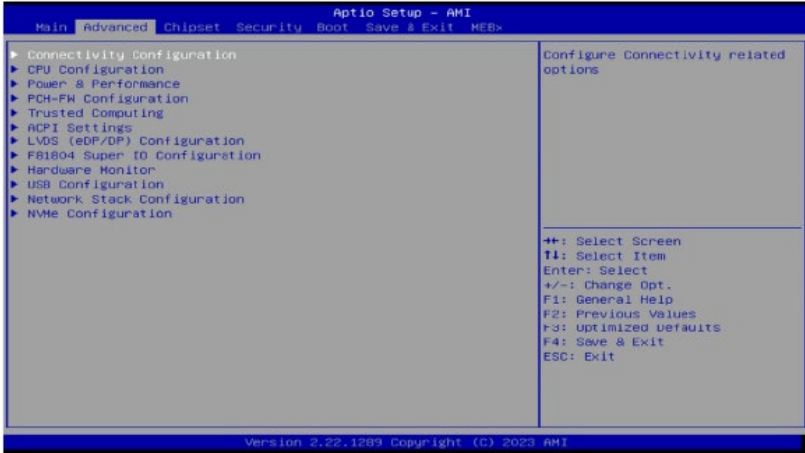 Aptio Setup – AMI
Main Advanced Chipset Security Boot Save & Exit MEBx
▶ Connectivity Configuration
▶ CPU Configuration
▶ Power & Performance
▶ PCH-FW Configuration
▶ Trusted Computing
▶ ACPI Settings
▶ LVDS (eDP/DP) Configuration
▶ F81804 Super IO Configuration
▶ Hardware Monitor
▶ USB Configuration
▶ Network Stack Configuration
▶ NVMe Configuration
Configure Connectivity related
options
→←: Select Screen
↑↓: Select Item
Enter: Select
+/-: Change Opt.
F1: General Help
F2: Previous Values
F3: Optimized Defaults
F4: Save & Exit
ESC: Exit
Version 2.22.1289 Copyright (C) 2023 AMI